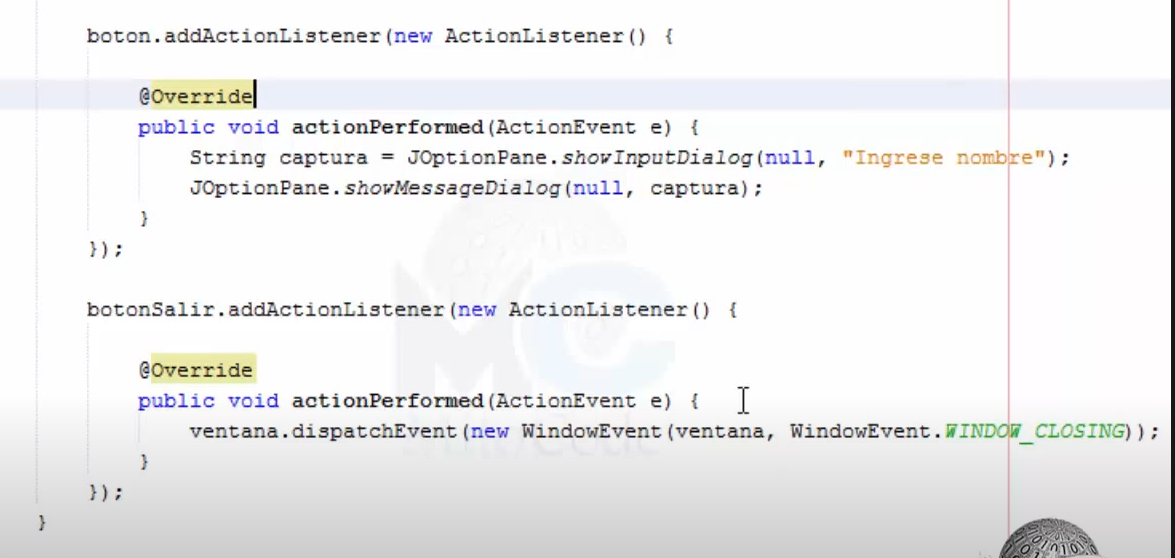 boton.addActionListener(new ActionListener() {
@Override
public void actionPerformed(ActionEvent e) {
String captura = JOptionPane.showInputDialog(null, "Ingrese nombre");
JOptionPane.showMessageDialog(null, captura);
}
});
botonSalir.addActionListener(new ActionListener() {
@Override
public void actionPerformed(ActionEvent e) {
ventana.dispatchEvent(new WindowEvent(ventana, WindowEvent.WINDOW_CLOSING));
}
});
}